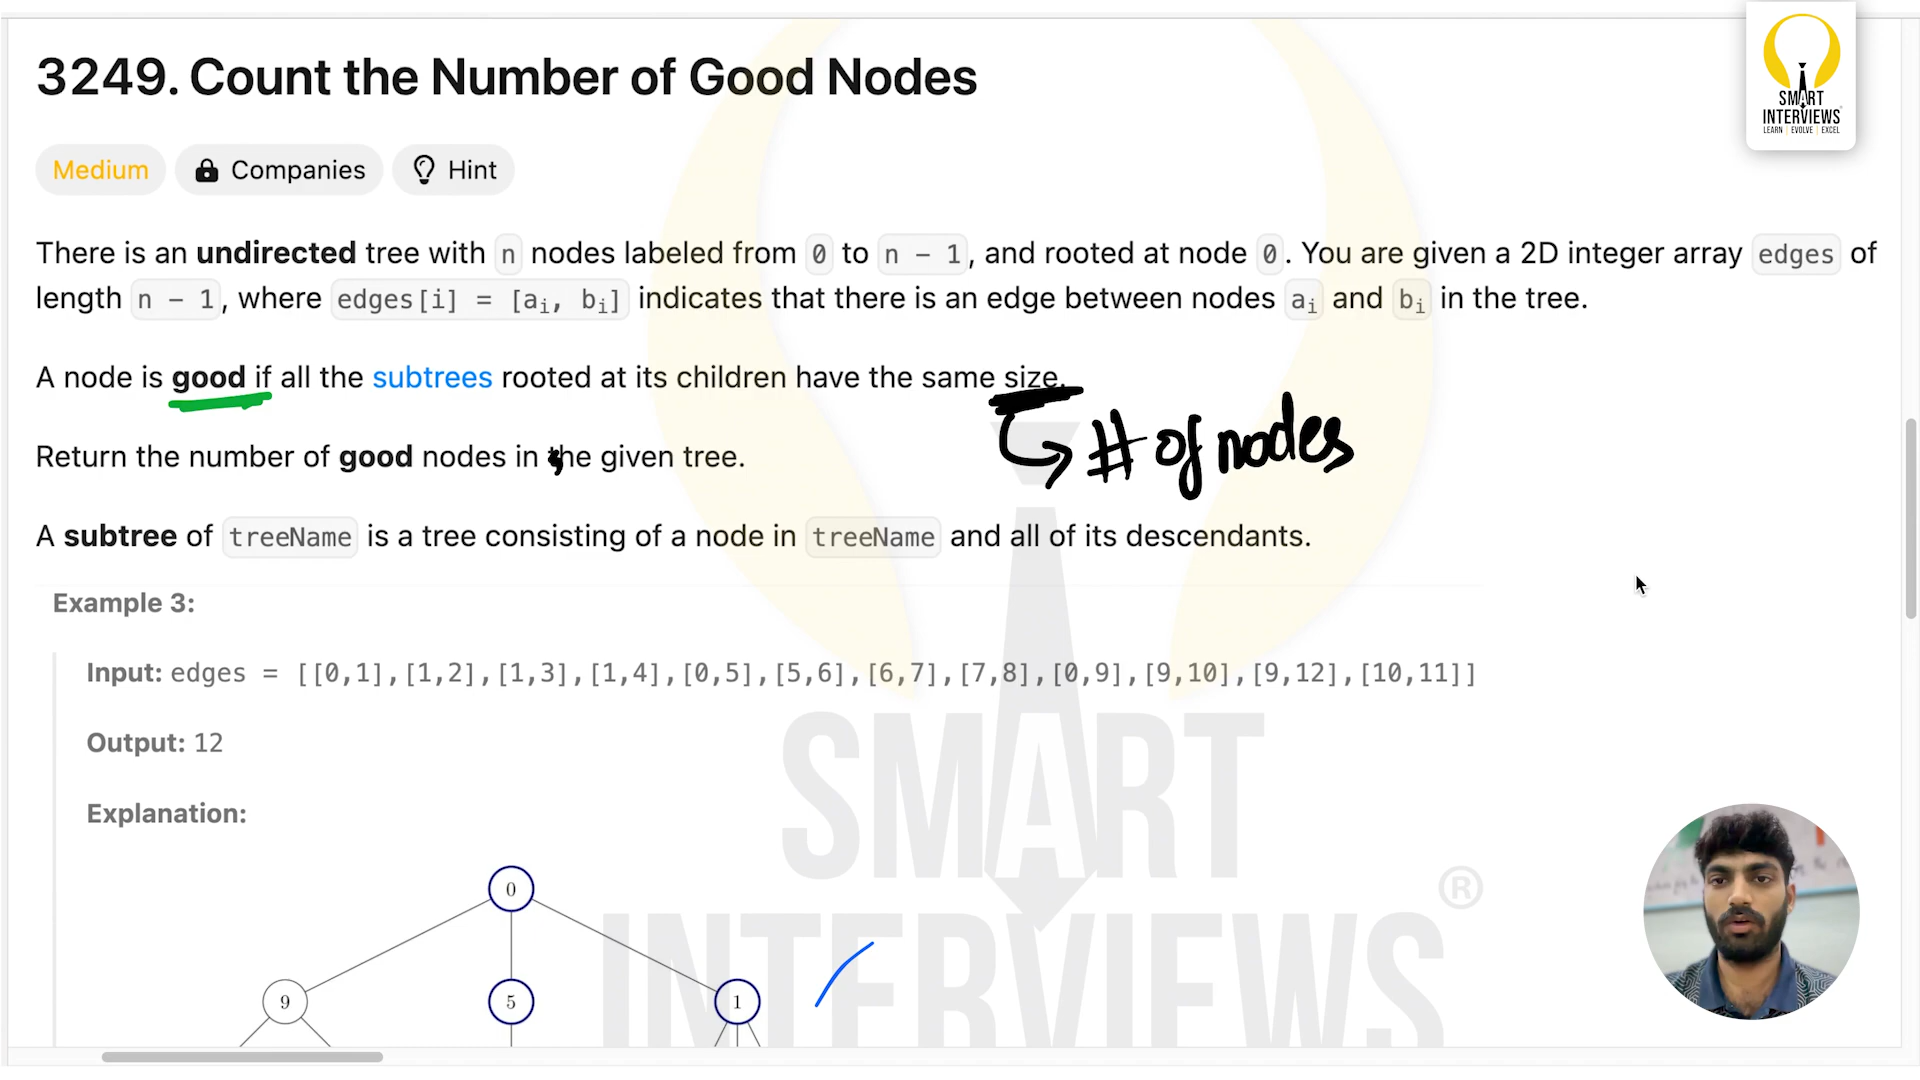 3249. Count the Number of Good Nodes
SMART
INTERVIEWS
LEARN | EVOLVE | EXCEL
Medium Companies Hint
There is an undirected tree with n nodes labeled from 0 to n - 1, and rooted at node 0. You are given a 2D integer array edges of
length n - 1, where edges[i] = [ai, bi] indicates that there is an edge between nodes ai and bi in the tree.
A node is good if all the subtrees rooted at its children have the same size.
# of nodes
Return the number of good nodes in the given tree.
A subtree of treeName is a tree consisting of a node in treeName and all of its descendants.
Example 3:
Input: edges = [[0,1],[1,2],[1,3],[1,4],[0,5],[5,6],[6,7],[7,8],[0,9],[9,10],[9,12],[10,11]]
Output: 12
Explanation:
0
9 5 1
SMART
INTERVIEWS
®